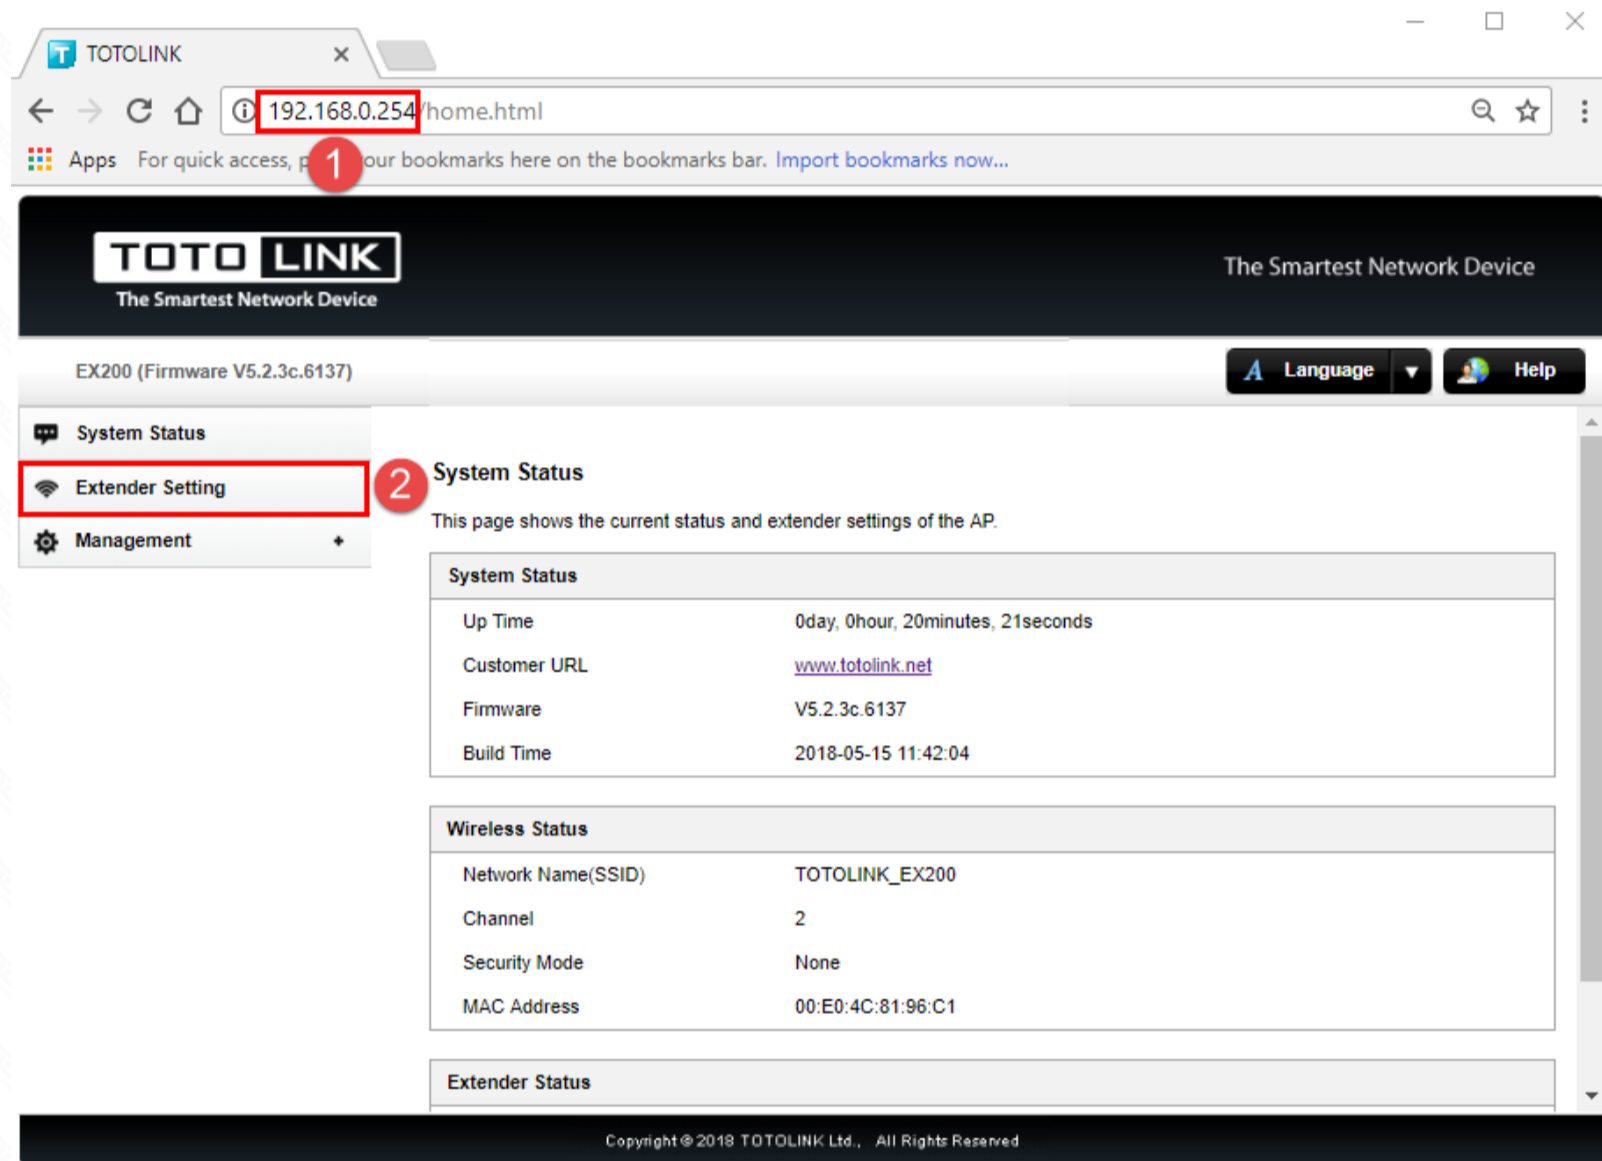 TOTOLINK
192.168.0.254/home.html
1
Apps For quick access, p our bookmarks here on the bookmarks bar. Import bookmarks now...
TOTO LINK
The Smartest Network Device
The Smartest Network Device
EX200 (Firmware V5.2.3c.6137)
A Language
Help
System Status
Extender Setting
2
Management +
System Status
This page shows the current status and extender settings of the AP.
System Status
Up Time 0day, 0hour, 20minutes, 21seconds
Customer URL www.totolink.net
Firmware V5.2.3c.6137
Build Time 2018-05-15 11:42:04
Wireless Status
Network Name(SSID) TOTOLINK_EX200
Channel 2
Security Mode None
MAC Address 00:E0:4C:81:96:C1
Extender Status
Copyright © 2018 TOTOLINK Ltd., All Rights Reserved